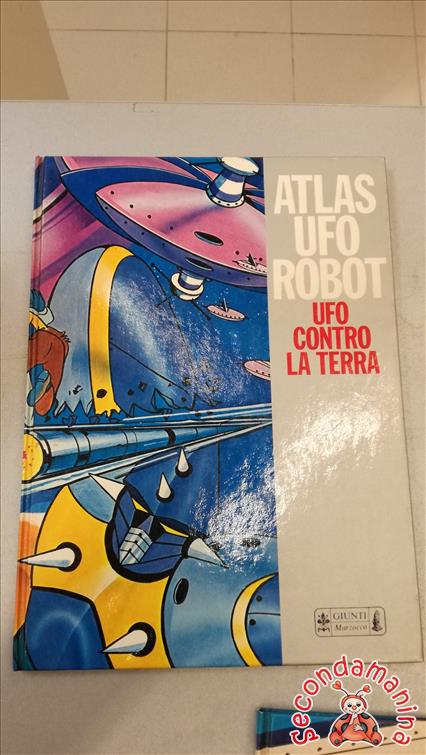 ATLAS
UFO
ROBOT
UFO
CONTRO
LA TERRA
GIUNTI
Marzocco
Secondamanina